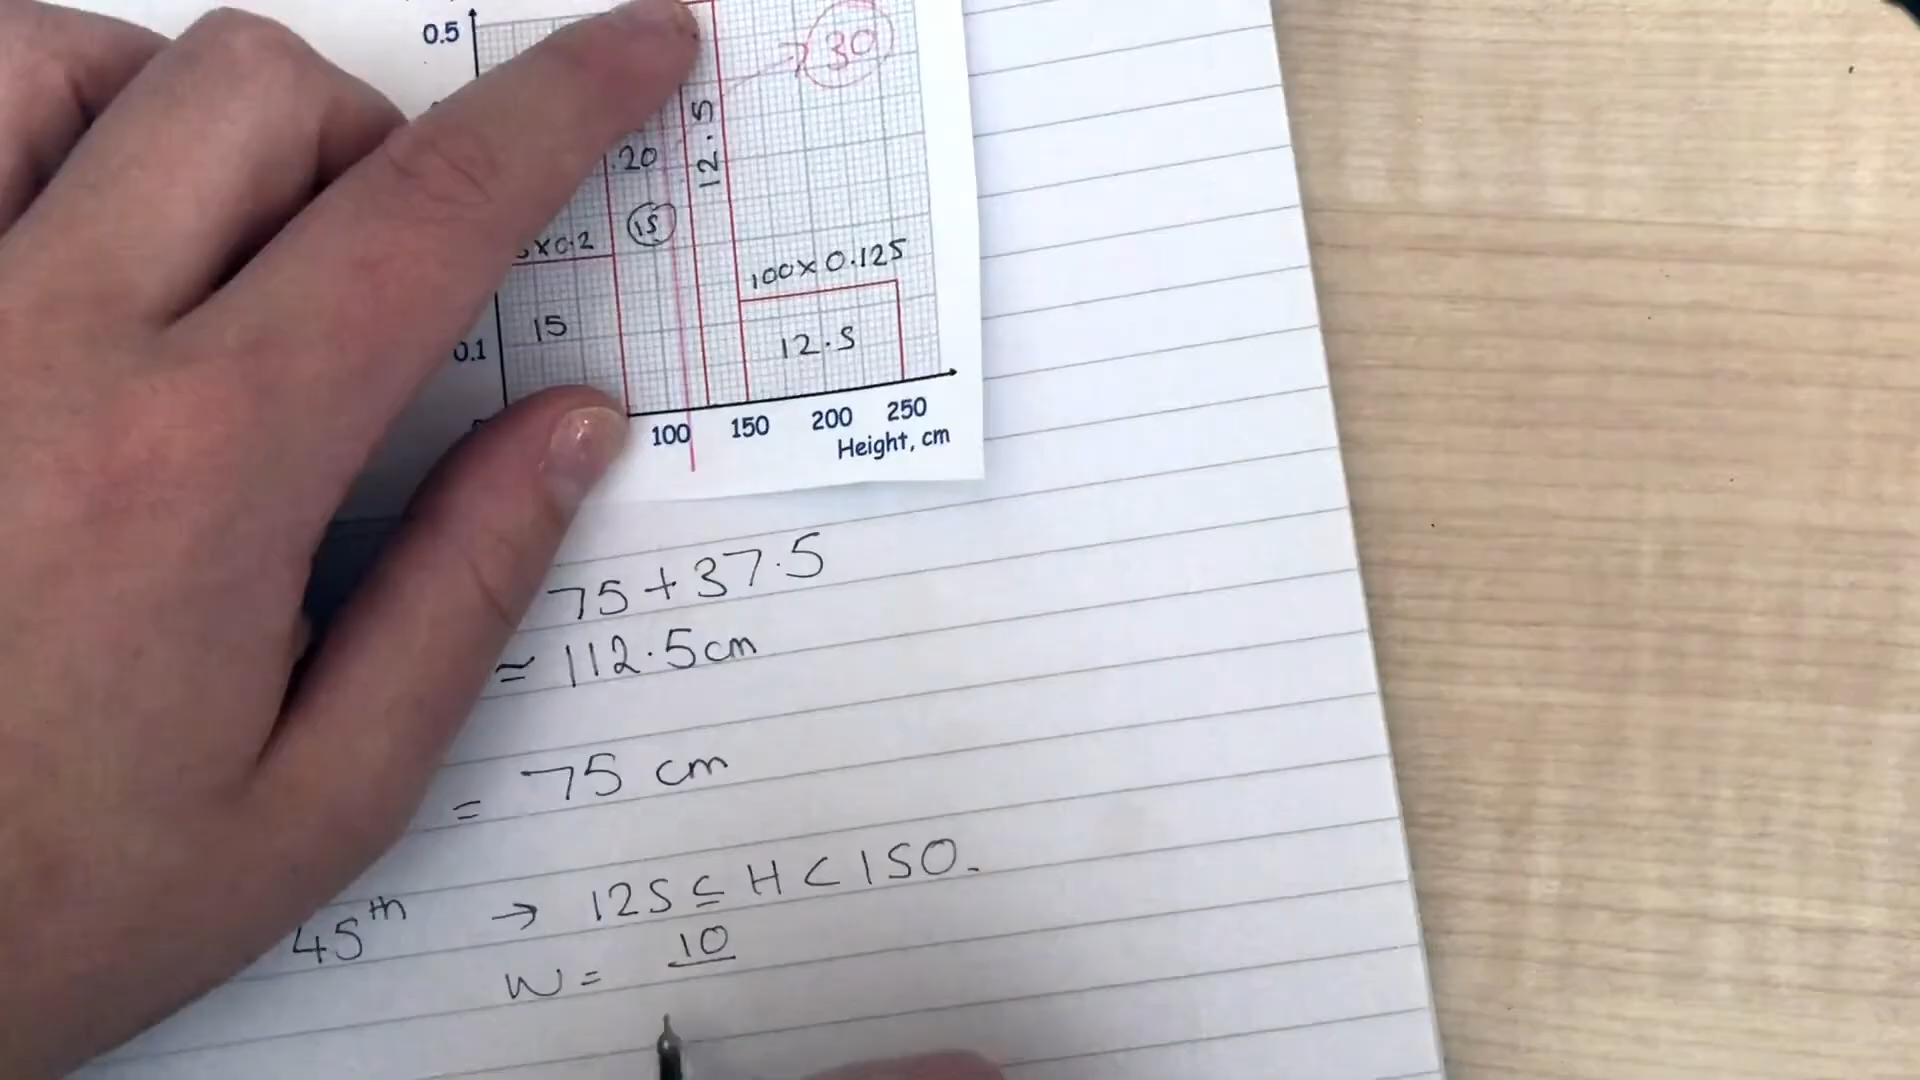 0.5
30
12.5
20
15
x0.2
100x0.125
15
12.5
0.1
100 150 200 250
Height, cm
75+37.5
≈ 112.5cm
= 75 cm
45th → 125 ≤ H < 150.
W = 10